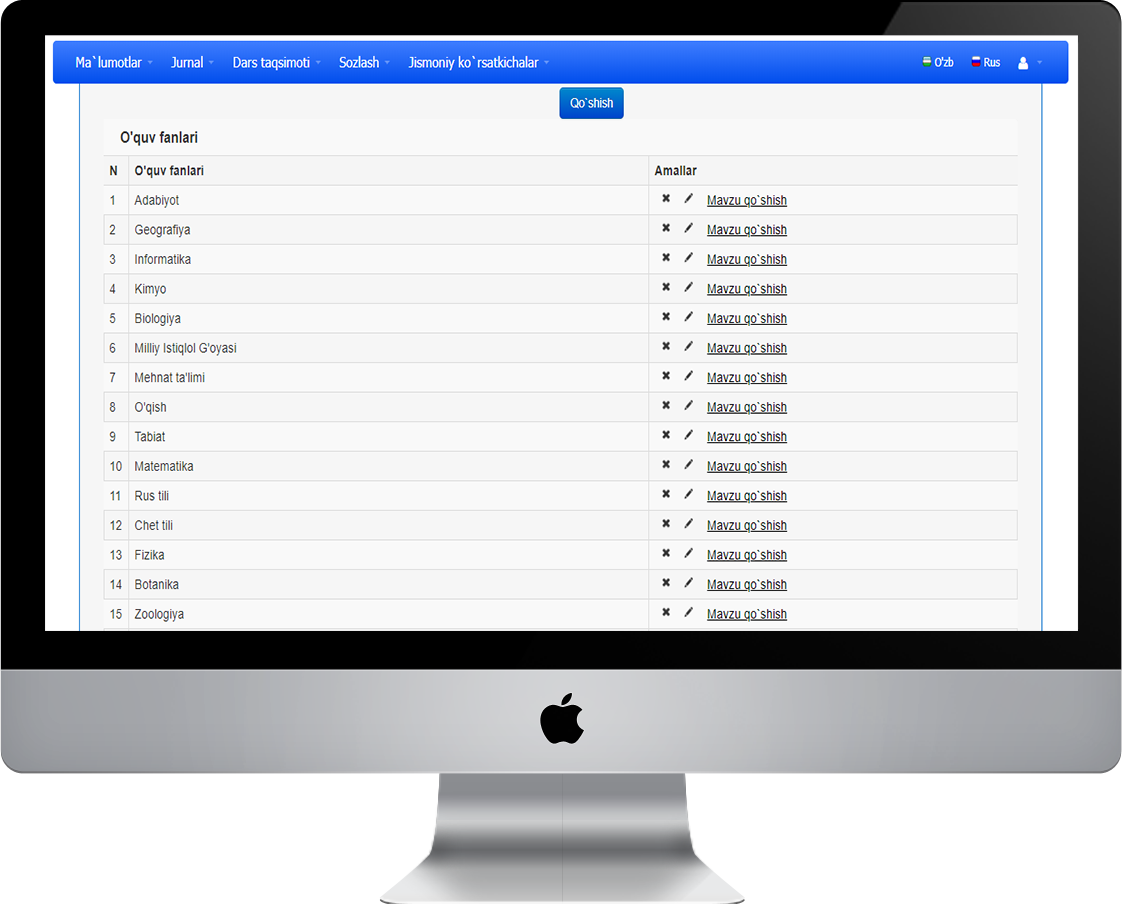 Ma`lumotlar Jurnal Dars taqsimoti Sozlash Jismoniy ko`rsatkichalar O'zb Rus
Qo`shish
O'quv fanlari
N O'quv fanlari Amallar
1 Adabiyot Mavzu qo`shish
2 Geografiya Mavzu qo`shish
3 Informatika Mavzu qo`shish
4 Kimyo Mavzu qo`shish
5 Biologiya Mavzu qo`shish
6 Milliy Istiqlol G'oyasi Mavzu qo`shish
7 Mehnat ta'limi Mavzu qo`shish
8 O'qish Mavzu qo`shish
9 Tabiat Mavzu qo`shish
10 Matematika Mavzu qo`shish
11 Rus tili Mavzu qo`shish
12 Chet tili Mavzu qo`shish
13 Fizika Mavzu qo`shish
14 Botanika Mavzu qo`shish
15 Zoologiya Mavzu qo`shish